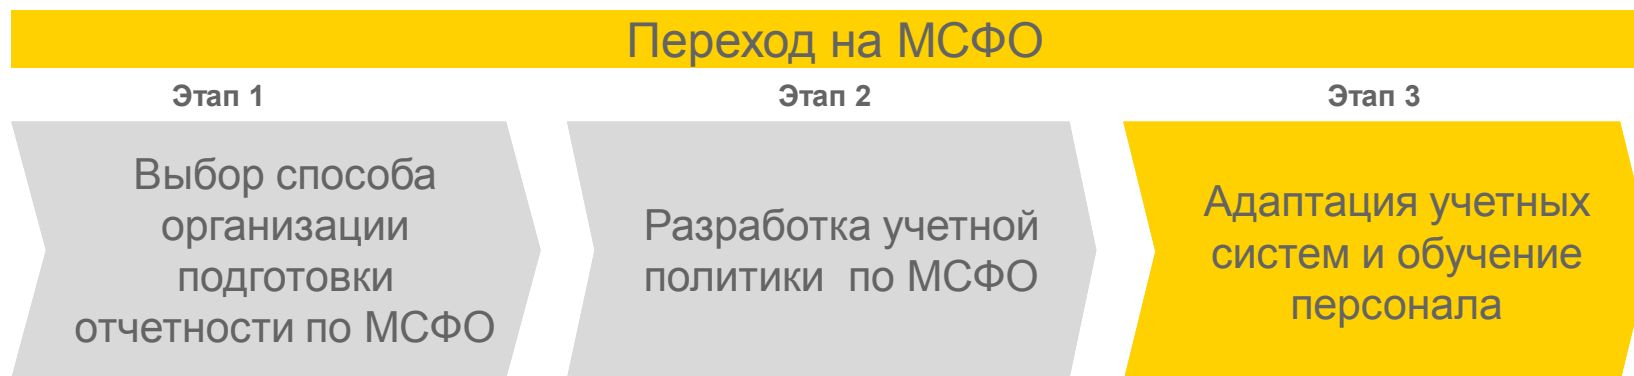 Переход на МСФО
Этап 1
Этап 2
Этап 3
Выбор способа
организации
подготовки
отчетности по МСФО
Разработка учетной
политики по МСФО
Адаптация учетных
систем и обучение
персонала